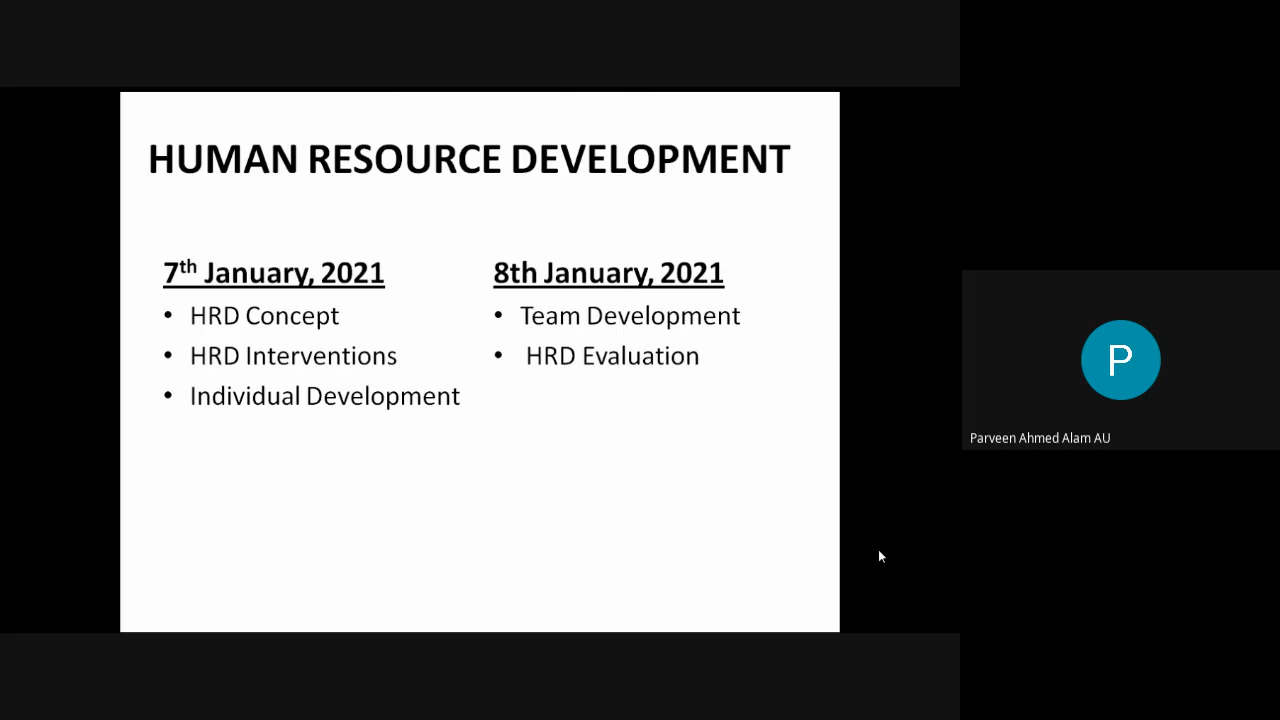 HUMAN RESOURCE DEVELOPMENT
7th January, 2021
• HRD Concept
• HRD Interventions
• Individual Development
8th January, 2021
• Team Development
• HRD Evaluation
P
Parveen Ahmed Alam AU